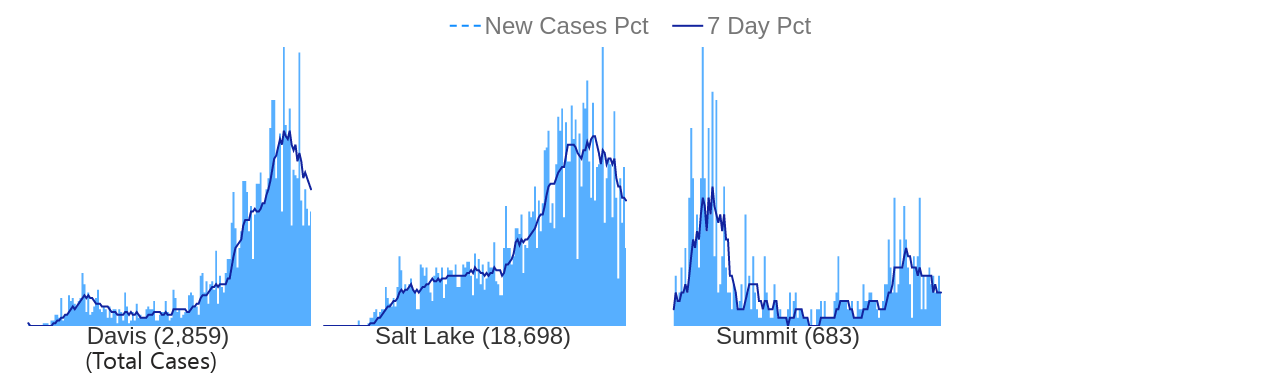 New Cases Pct 7 Day Pct
Davis (2,859) Salt Lake (18,698) Summit (683)
(Total Cases)